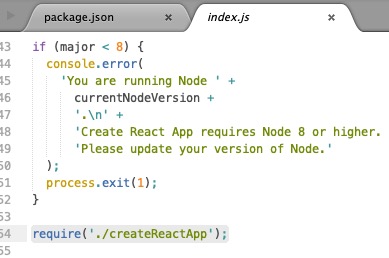 package.json × index.js ×
43 if (major < 8) {
44 console.error(
45 'You are running Node ' +
46 currentNodeVersion +
47 '.\n' +
48 'Create React App requires Node 8 or higher.
49 'Please update your version of Node.'
50 );
51 process.exit(1);
52 }
53
54 require('./createReactApp');
55